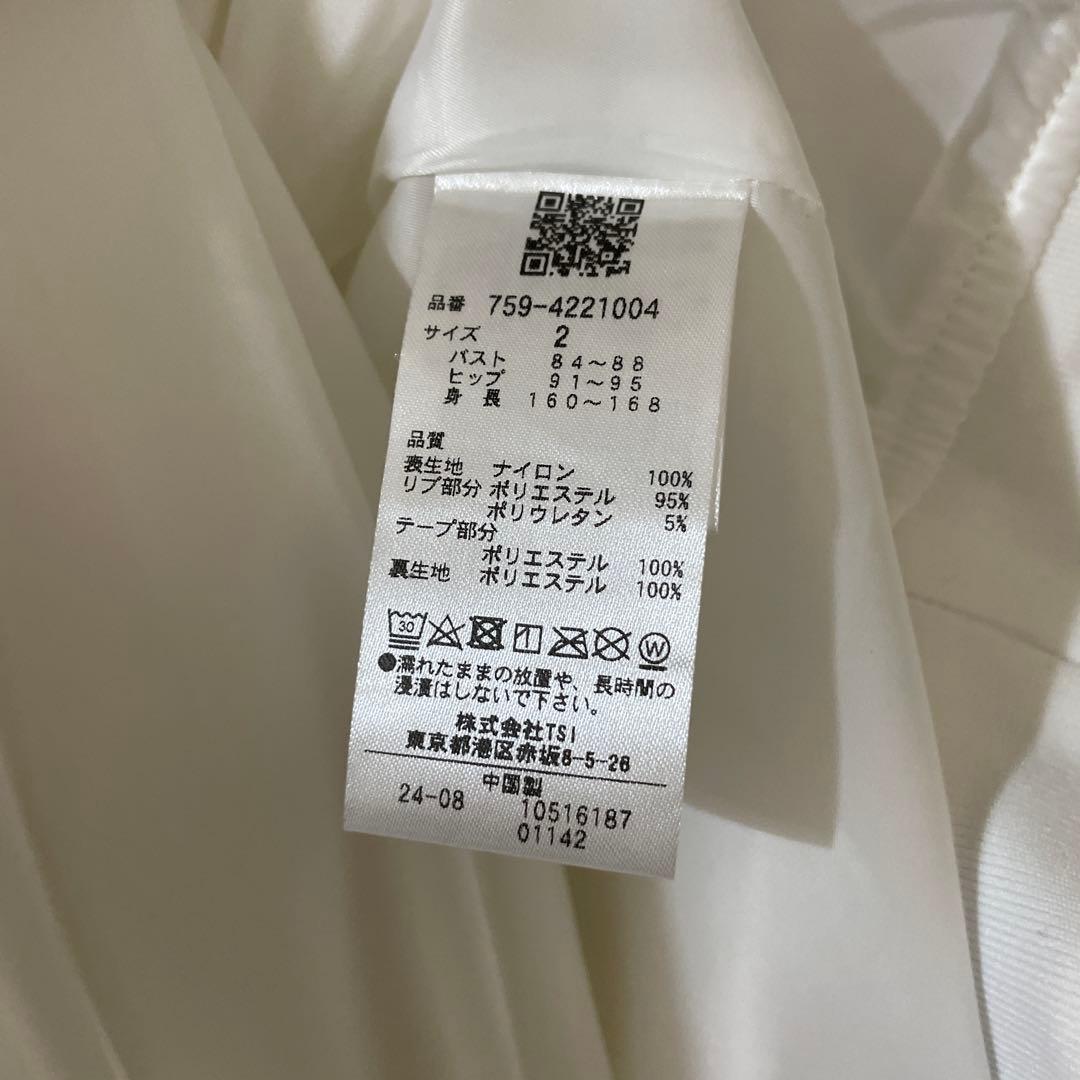 品番 759-4221004
サイズ 2
バスト 84～88
ヒップ 91～95
身長 160～168
品質
表生地 ナイロン 100%
リブ部分 ポリエステル 95%
ポリウレタン 5%
テープ部分
ポリエステル 100%
裏生地 ポリエステル 100%
30
W
●濡れたままの放置や、長時間の
浸漬はしないで下さい。
株式会社TSI
東京都港区赤坂8-5-26
中国製
24-08 10516187
01142